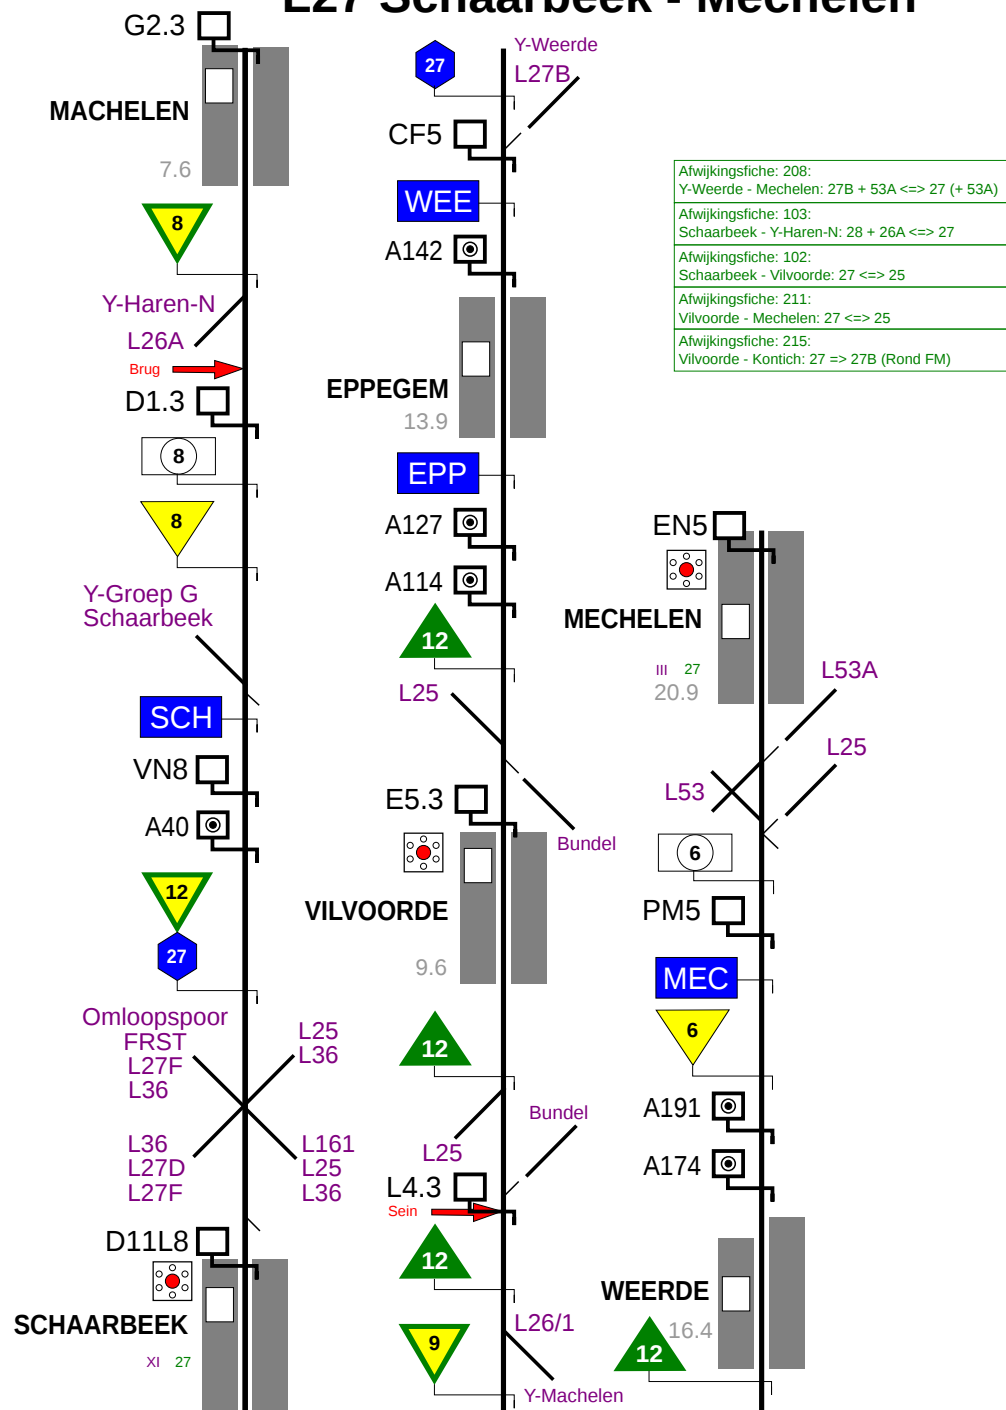 L27 Schaarbeek - Mechelen
G2.3
MACHELEN
7.6
8
Y-Haren-N
L26A
Brug
D1.3
8
8
Y-Groep G
Schaarbeek
SCH
VN8
A40
12
27
Omloopspoor
FRST
L27F
L36
L25
L36
L36
L27D
L27F
L161
L25
L36
D11L8
SCHAARBEEK
XI 27
Y-Weerde
27
L27B
CF5
WEE
A142
EPPEGEM
13.9
EPP
A127
A114
12
L25
E5.3
Bundel
VILVOORDE
9.6
12
Bundel
L25
L4.3
Sein
12
L26/1
9
Y-Machelen
Afwijkingsfiche: 208:
Y-Weerde - Mechelen: 27B + 53A <=> 27 (+ 53A)
Afwijkingsfiche: 103:
Schaarbeek - Y-Haren-N: 28 + 26A <=> 27
Afwijkingsfiche: 102:
Schaarbeek - Vilvoorde: 27 <=> 25
Afwijkingsfiche: 211:
Vilvoorde - Mechelen: 27 <=> 25
Afwijkingsfiche: 215:
Vilvoorde - Kontich: 27 => 27B (Rond FM)
EN5
MECHELEN
III 27
20.9
L53A
L25
L53
6
PM5
MEC
6
A191
A174
WEERDE
16.4
12